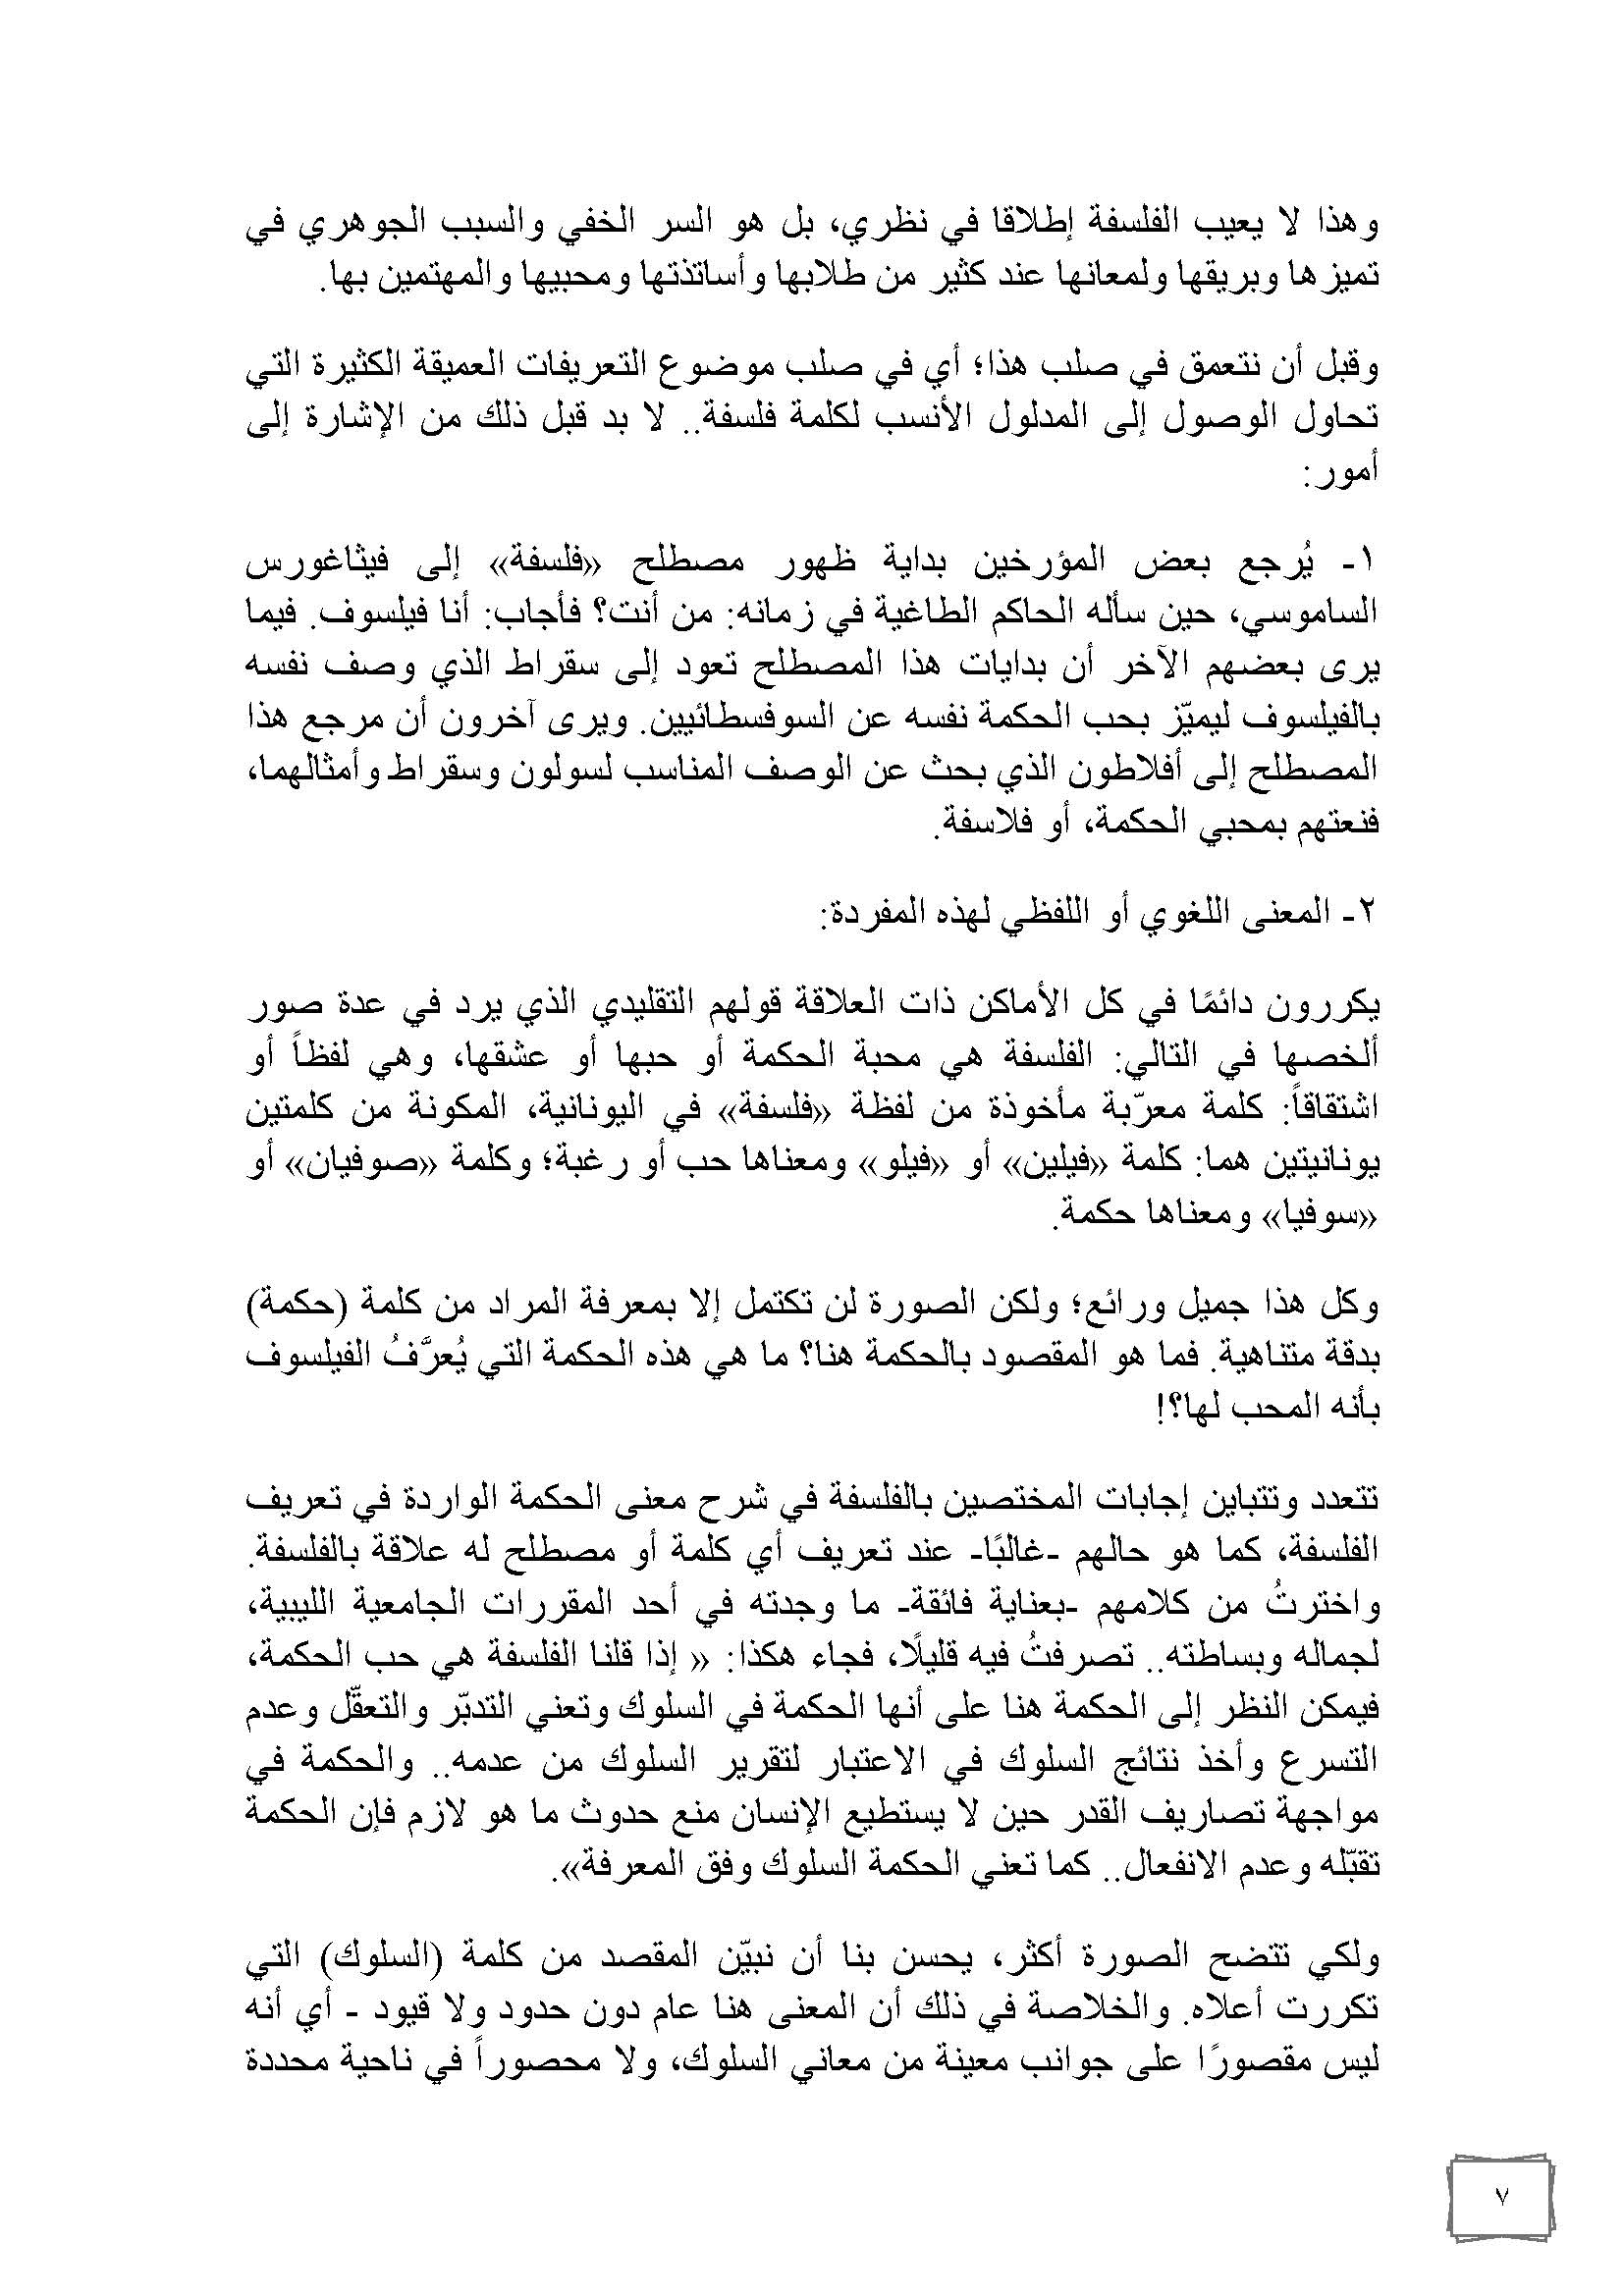 وهذا لا يعيب الفلسفة إطلاقا في نظري، بل هو السر الخفي والسبب الجوهري في
تميزها وبريقها ولمعانها عند كثير من طلابها وأساتذتها ومحبيها والمهتمين بها.
وقبل أن نتعمق في صلب هذا؛ أي في صلب موضوع التعريفات العميقة الكثيرة التي
تحاول الوصول إلى المدلول الأنسب لكلمة فلسفة.. لا بد قبل ذلك من الإشارة إلى
أمور:
١- يُرجع بعض المؤرخين بداية ظهور مصطلح «فلسفة» إلى فيثاغورس
الساموسي، حين سأله الحاكم الطاغية في زمانه: من أنت؟ فأجاب: أنا فيلسوف. فيما
يرى بعضهم الآخر أن بدايات هذا المصطلح تعود إلى سقراط الذي وصف نفسه
بالفيلسوف ليميّز بحب الحكمة نفسه عن السوفسطائيين. ويرى آخرون أن مرجع هذا
المصطلح إلى أفلاطون الذي بحث عن الوصف المناسب لسولون وسقراط وأمثالهما،
فنعتهم بمحبي الحكمة، أو فلاسفة.
٢- المعنى اللغوي أو اللفظي لهذه المفردة:
يكررون دائمًا في كل الأماكن ذات العلاقة قولهم التقليدي الذي يرد في عدة صور
ألخصها في التالي: الفلسفة هي محبة الحكمة أو حبها أو عشقها، وهي لفظاً أو
اشتقاقاً: كلمة معرّبة مأخوذة من لفظة «فلسفة» في اليونانية، المكونة من كلمتين
يونانيتين هما: كلمة «فيلين» أو «فيلو» ومعناها حب أو رغبة؛ وكلمة «صوفيان» أو
«سوفيا» ومعناها حكمة.
وكل هذا جميل ورائع؛ ولكن الصورة لن تكتمل إلا بمعرفة المراد من كلمة (حكمة)
بدقة متناهية. فما هو المقصود بالحكمة هنا؟ ما هي هذه الحكمة التي يُعرَّفُ الفيلسوف
بأنه المحب لها؟!
تتعدد وتتباين إجابات المختصين بالفلسفة في شرح معنى الحكمة الواردة في تعريف
الفلسفة، كما هو حالهم -غالبًا- عند تعريف أي كلمة أو مصطلح له علاقة بالفلسفة.
واخترتُ من كلامهم -بعناية فائقة- ما وجدته في أحد المقررات الجامعية الليبية،
لجماله وبساطته.. تصرفتُ فيه قليلًا، فجاء هكذا: « إذا قلنا الفلسفة هي حب الحكمة،
فيمكن النظر إلى الحكمة هنا على أنها الحكمة في السلوك وتعني التدبّر والتعقّل وعدم
التسرع وأخذ نتائج السلوك في الاعتبار لتقرير السلوك من عدمه.. والحكمة في
مواجهة تصاريف القدر حين لا يستطيع الإنسان منع حدوث ما هو لازم فإن الحكمة
تقبّله وعدم الانفعال.. كما تعني الحكمة السلوك وفق المعرفة».
ولكي تتضح الصورة أكثر، يحسن بنا أن نبيّن المقصد من كلمة (السلوك) التي
تكررت أعلاه. والخلاصة في ذلك أن المعنى هنا عام دون حدود ولا قيود - أي أنه
ليس مقصورًا على جوانب معينة من معاني السلوك، ولا محصوراً في ناحية محددة
٧